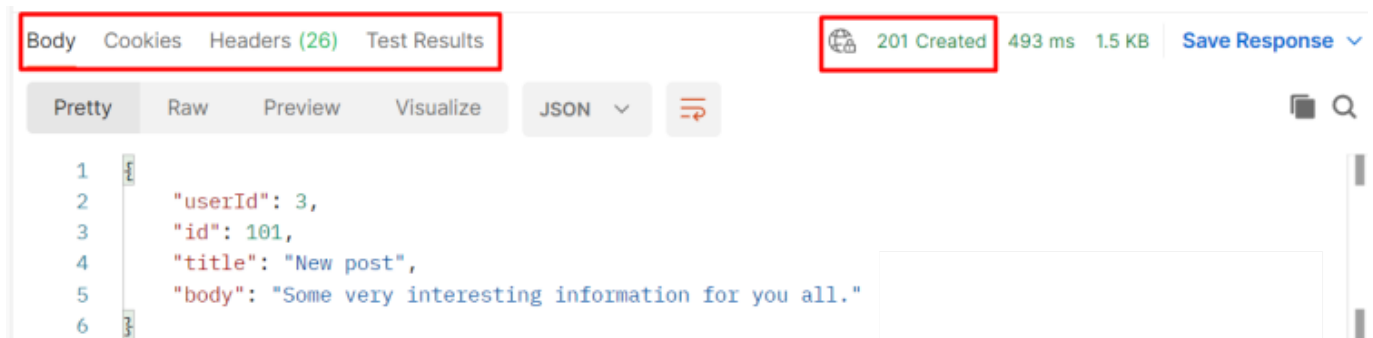 Body Cookies Headers (26) Test Results 201 Created 493 ms 1.5 KB Save Response
Pretty Raw Preview Visualize JSON
1 {
2 "userId": 3,
3 "id": 101,
4 "title": "New post",
5 "body": "Some very interesting information for you all."
6 }